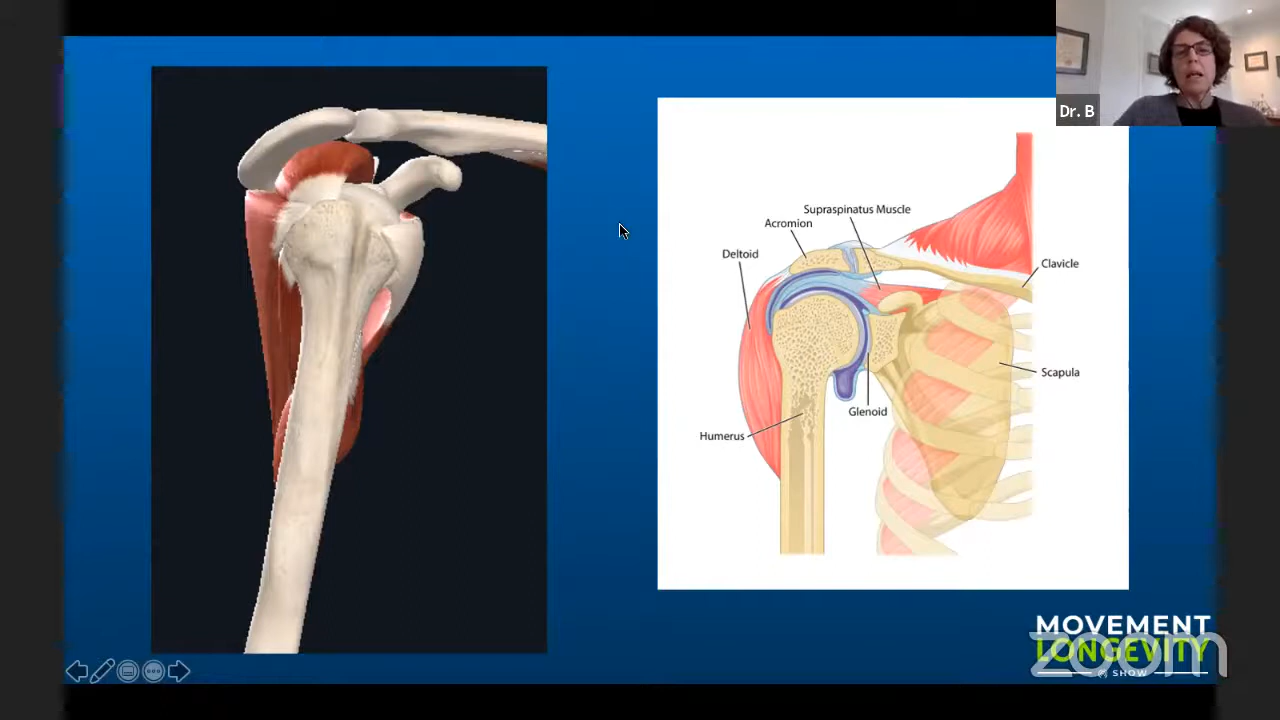 Dr. B
Supraspinatus Muscle
Acromion
Deltoid
Clavicle
Scapula
Glenoid
Humerus
MOVEMENT
LONGEVITY
SHOW
zoom